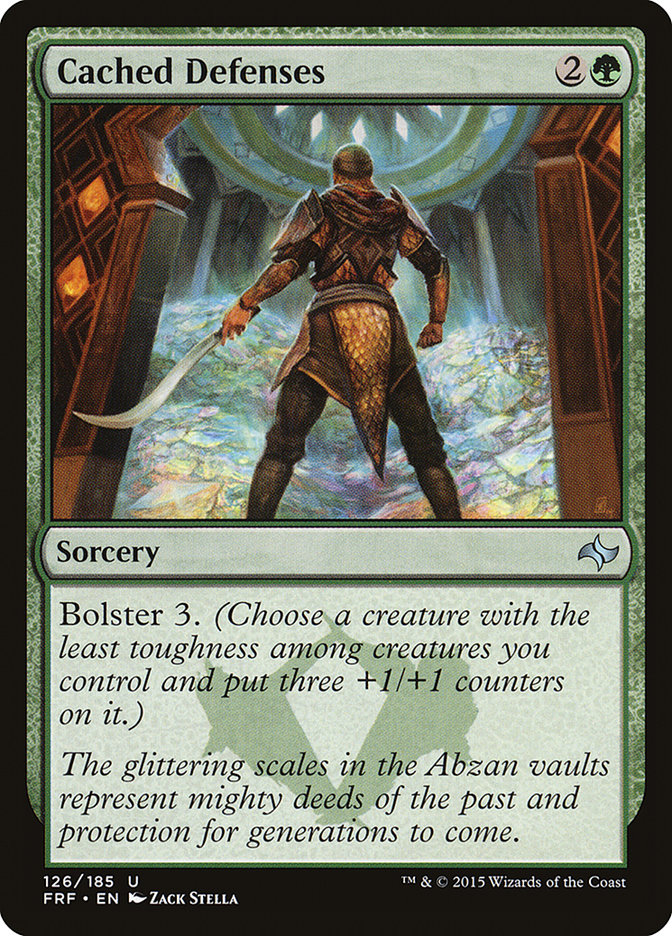 Cached Defenses 2
Sorcery
Bolster 3. (Choose a creature with the
least toughness among creatures you
control and put three +1/+1 counters
on it.)
The glittering scales in the Abzan vaults
represent mighty deeds of the past and
protection for generations to come.
126/185 U
FRF • EN Zack Stella
™ & © 2015 Wizards of the Coast